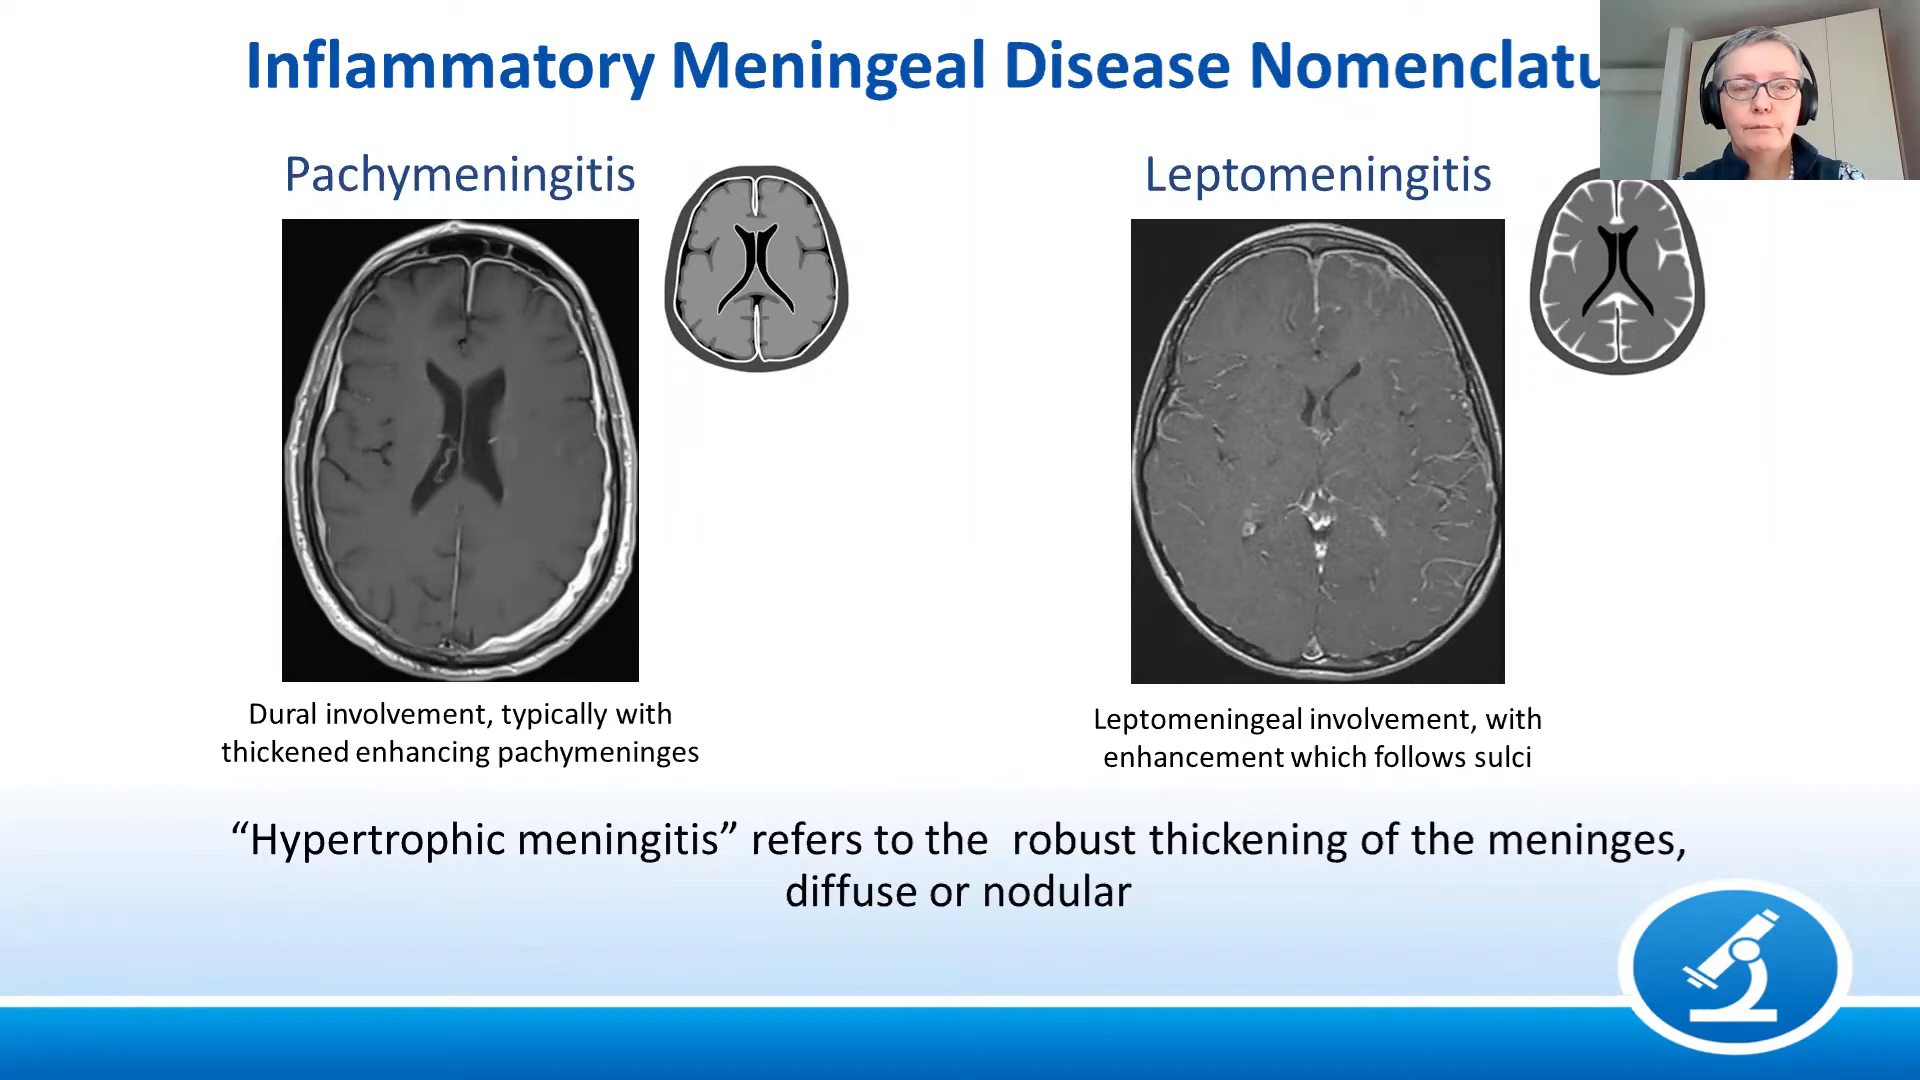 Inflammatory Meningeal Disease Nomenclatu
Pachymeningitis
Leptomeningitis
Dural involvement, typically with
thickened enhancing pachymeninges
Leptomeningeal involvement, with
enhancement which follows sulci
“Hypertrophic meningitis” refers to the  robust thickening of the meninges,
diffuse or nodular